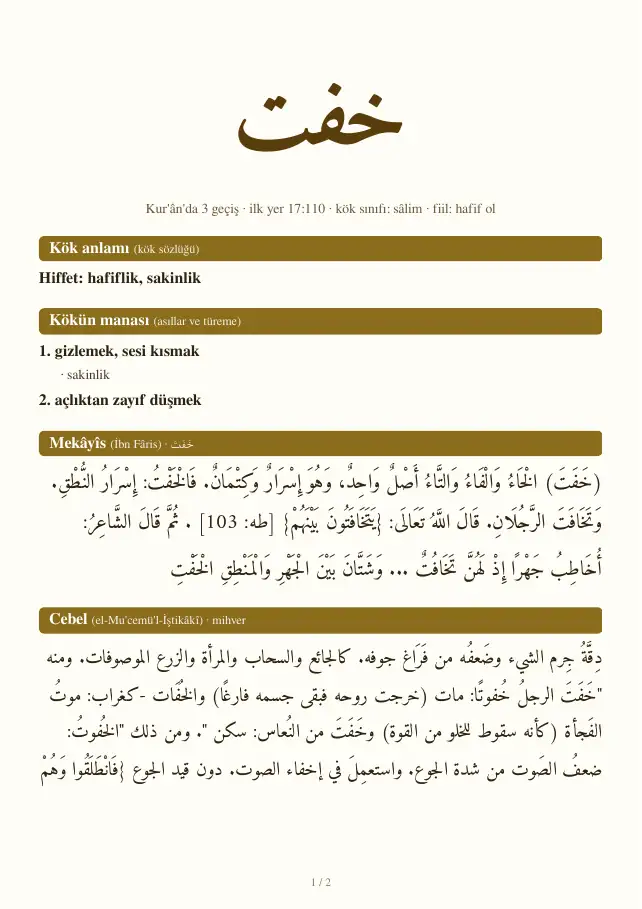 خفت
Kur'ân'da 3 geçiş · ilk yer 17:110 · kök sınıfı: sâlim · fiil: hafif ol
Kök anlamı (kök sözlüğü)
Hiffet: hafiflik, sakinlik
Kökün manası (asıllar ve türeme)
1. gizlemek, sesi kısmak
· sakinlik
2. açlıktan zayıf düşmek
Mekâyîs (İbn Fâris) · خفت
(خَفَتَ) الْخَاءُ وَالْفَاءُ وَالتَّاءُ أَصْلٌ وَاحِدٌ، وَهُوَ إِسْرَارٌ وَكِتْمَانٌ. فَالْخَفْتُ: إِسْرَارُ النُّطْقِ.
وَتَخَافَتَ الرَّجُلَانِ. قَالَ اللَّهُ تَعَالَى: {يَتَخَافَتُونَ بَيْنَهُمْ} [طه: 103] . ثُمَّ قَالَ الشَّاعِرُ:
أُخَاطِبُ جَهْرًا إِذْ لَهُنَّ تَخَافُتٌ ... وَشَتَّانَ بَيْنَ الْجَهْرِ وَالْمَنْطِقِ الْخَفْتِ
Cebel (el-Mu'cemü'l-İştikâkî) · mihver
دِقَّةُ جِرم الشيء وضَعفُه من فَرَاغ جوفه. كالجائع والسحاب والمرأة والزرع الموصوفات. ومنه
"خَفَتَ الرجلُ خُفوتًا: مات (خرجت روحه فبقى جسمه فارغًا) والخُفَات -كغراب: موتُ
الفَجأة (كأنه سقوط للخلو من القوة) وخَفَتَ من النُعاس: سكن ". ومن ذلك "الخُفوتُ:
ضعفُ الصَوت من شدة الجوع. واستعمِلَ في إخفاء الصوت. دون قيد الجوع {فَانْطَلَقُوا وَهُمْ
1 / 2